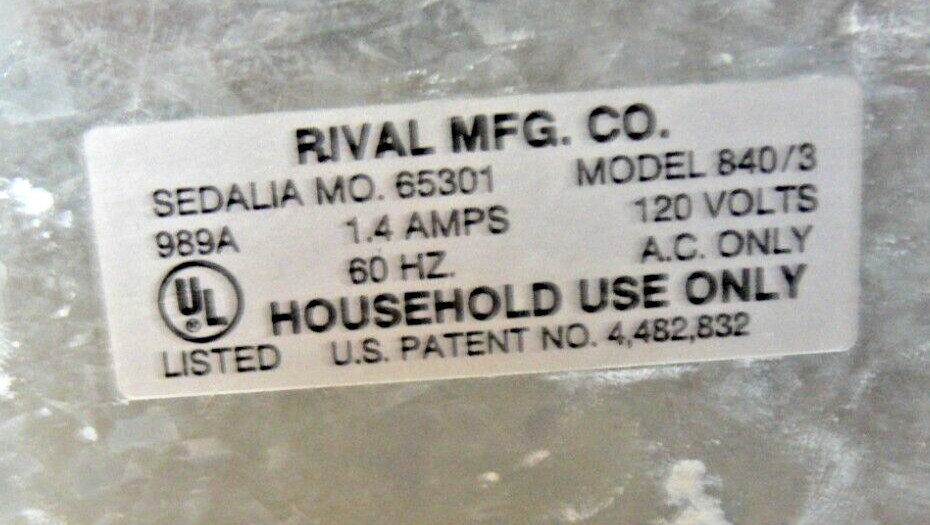 RIVAL MFG. CO.
SEDALIA MO. 65301 MODEL 840/3
989A 1.4 AMPS 120 VOLTS
60 HZ. A.C. ONLY
UL® HOUSEHOLD USE ONLY
LISTED U.S. PATENT NO. 4,482,832